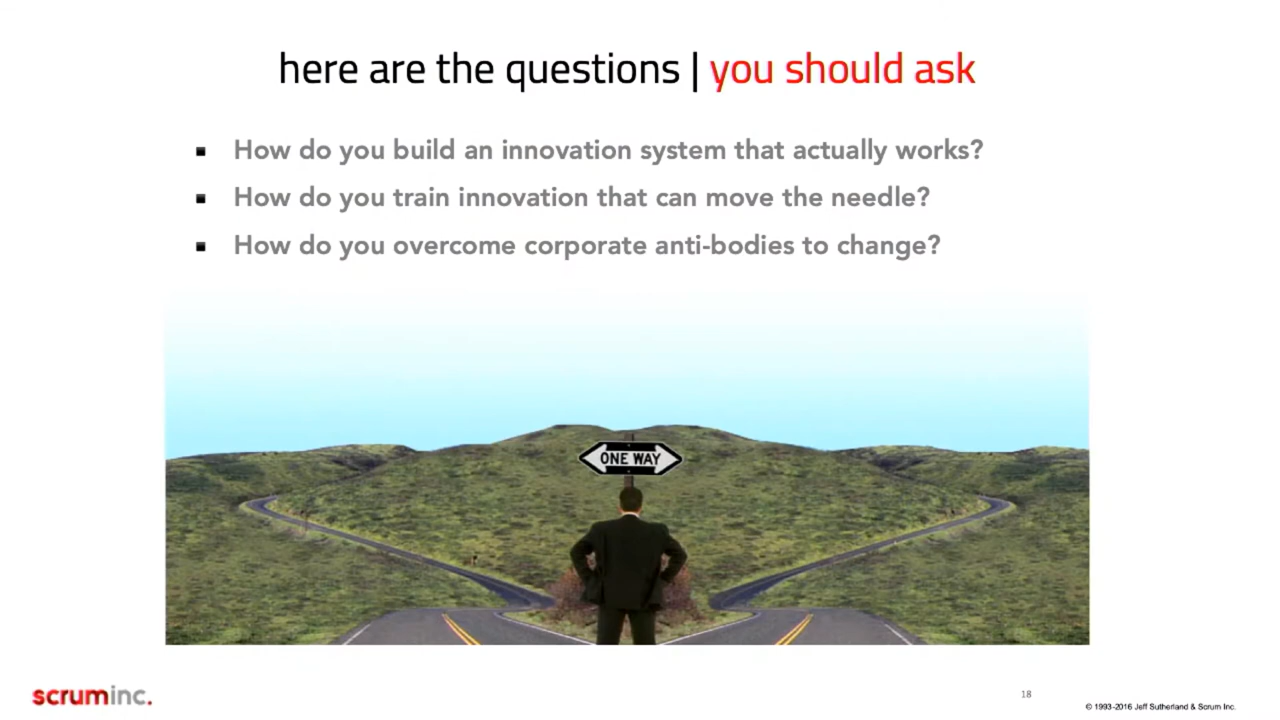 here are the questions | you should ask
▪ How do you build an innovation system that actually works?
▪ How do you train innovation that can move the needle?
▪ How do you overcome corporate anti-bodies to change?
ONE WAY
scruminc.
18
© 1993-2016 Jeff Sutherland & Scrum Inc.